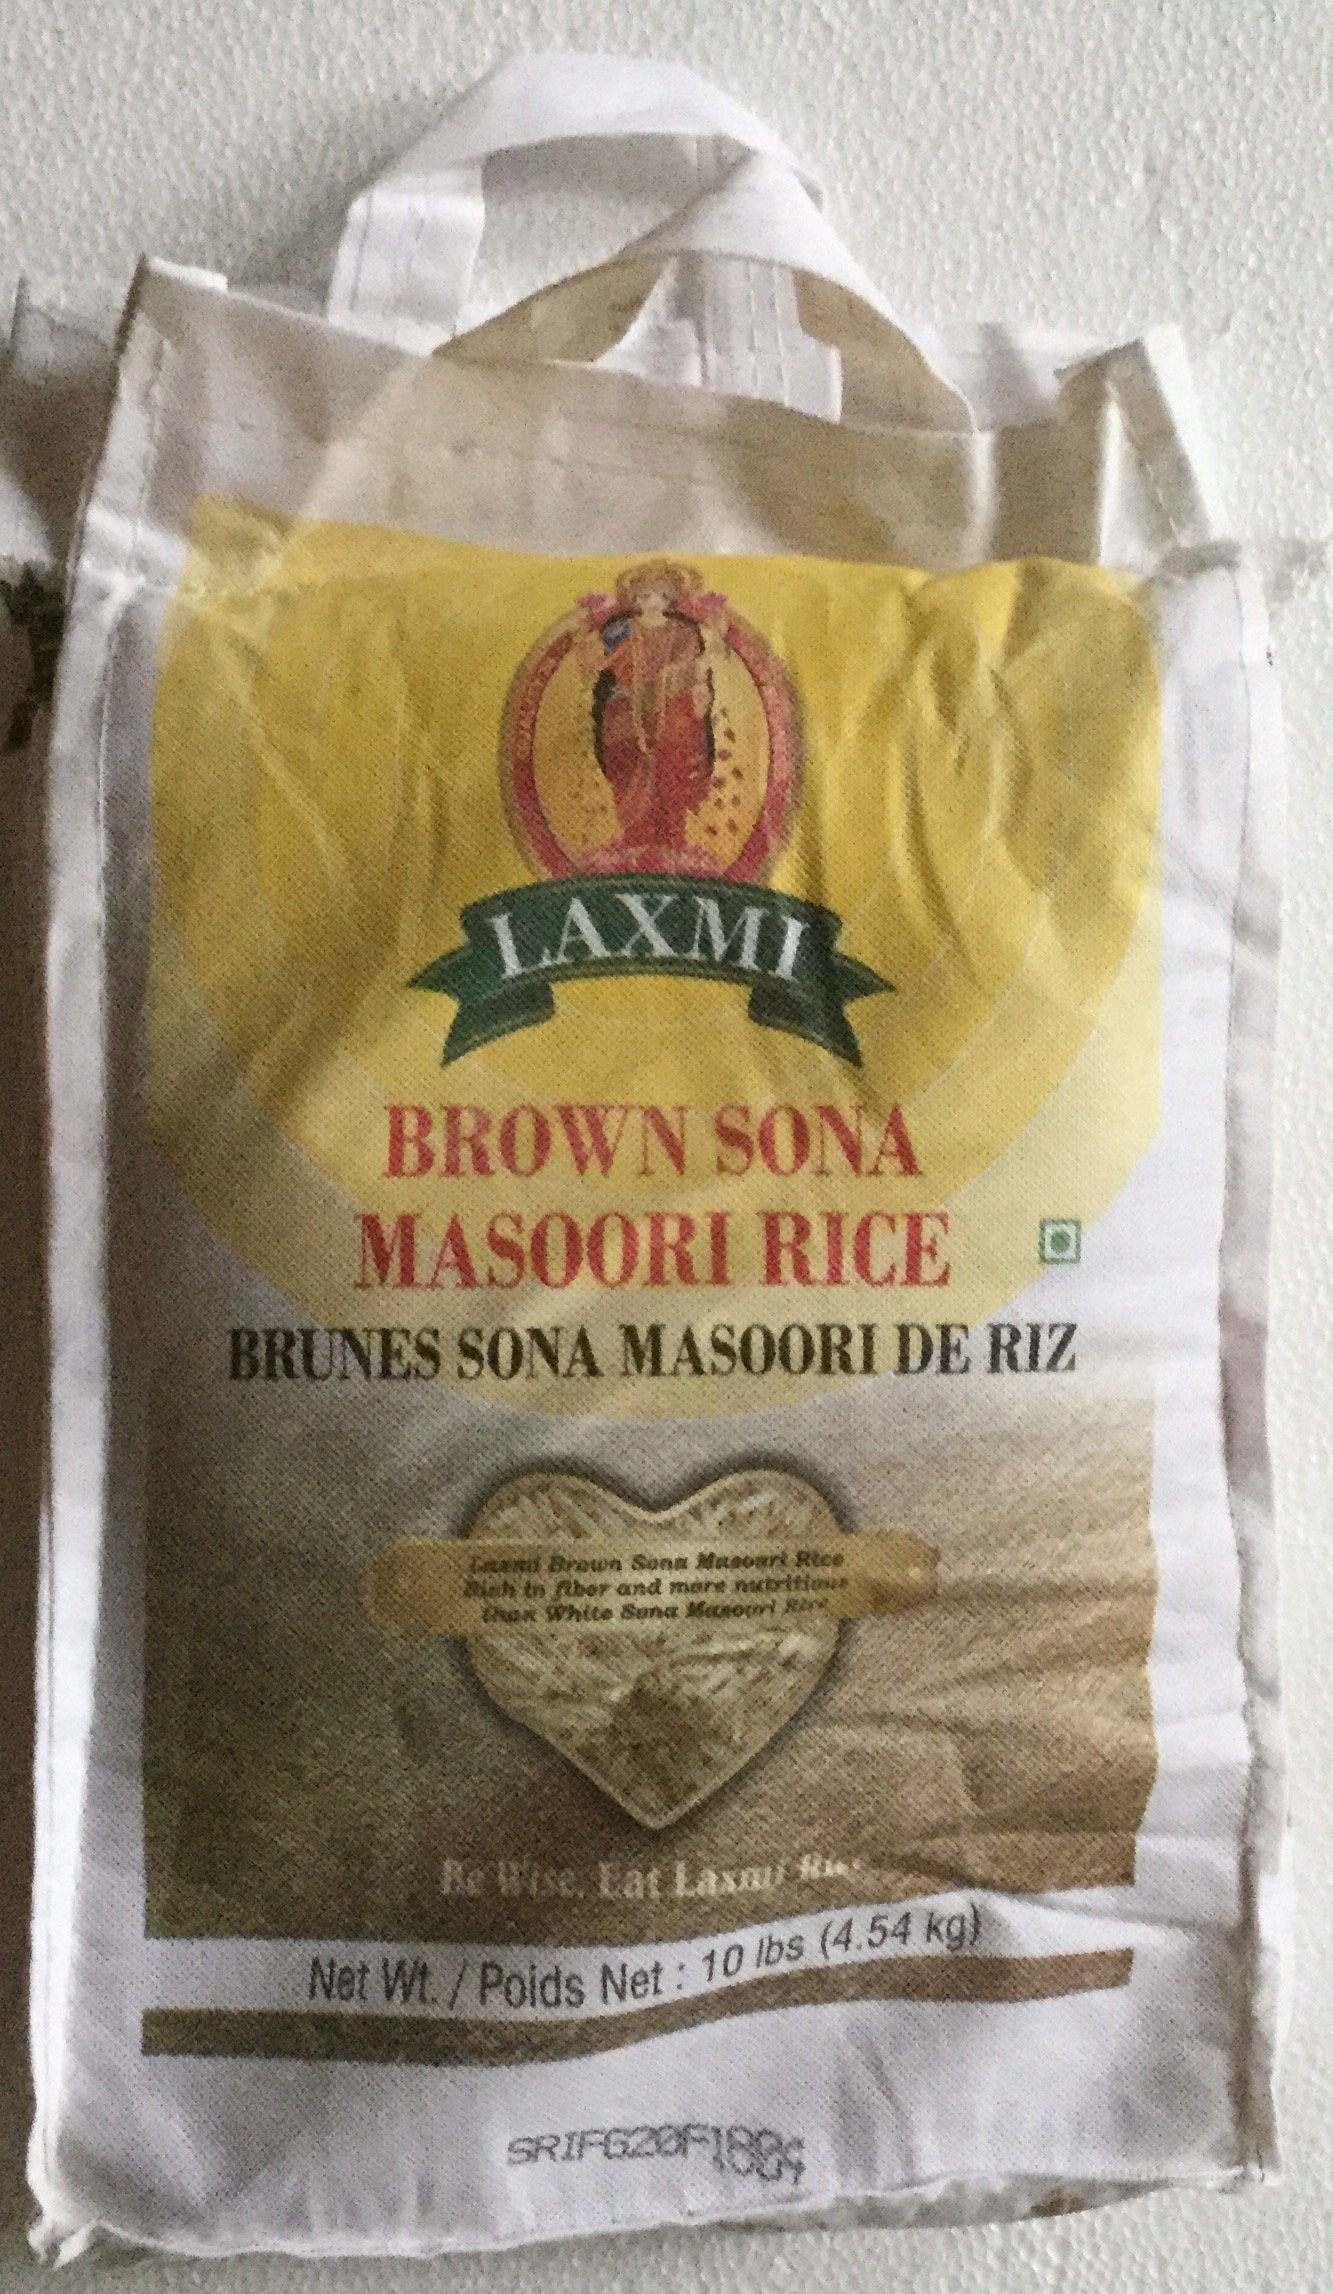 LAXMI
BROWN SONA
MASOORI RICE
BRUNES SONA MASOORI DE RIZ
Laxmi Brown Sona Masoori Rice
Rich in fiber and more nutritious
than White Sona Masoori Rice
Be Wise. Eat Laxmi Rice
Net Wt. / Poids Net : 10 lbs (4.54 kg)